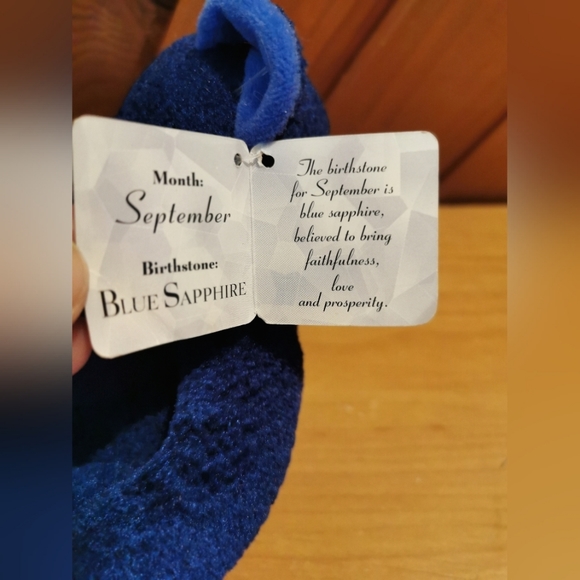 Month:
September
Birthstone:
BLUE SAPPHIRE
The birthstone
for September is
blue sapphire,
believed to bring
faithfulness,
love
and prosperity.